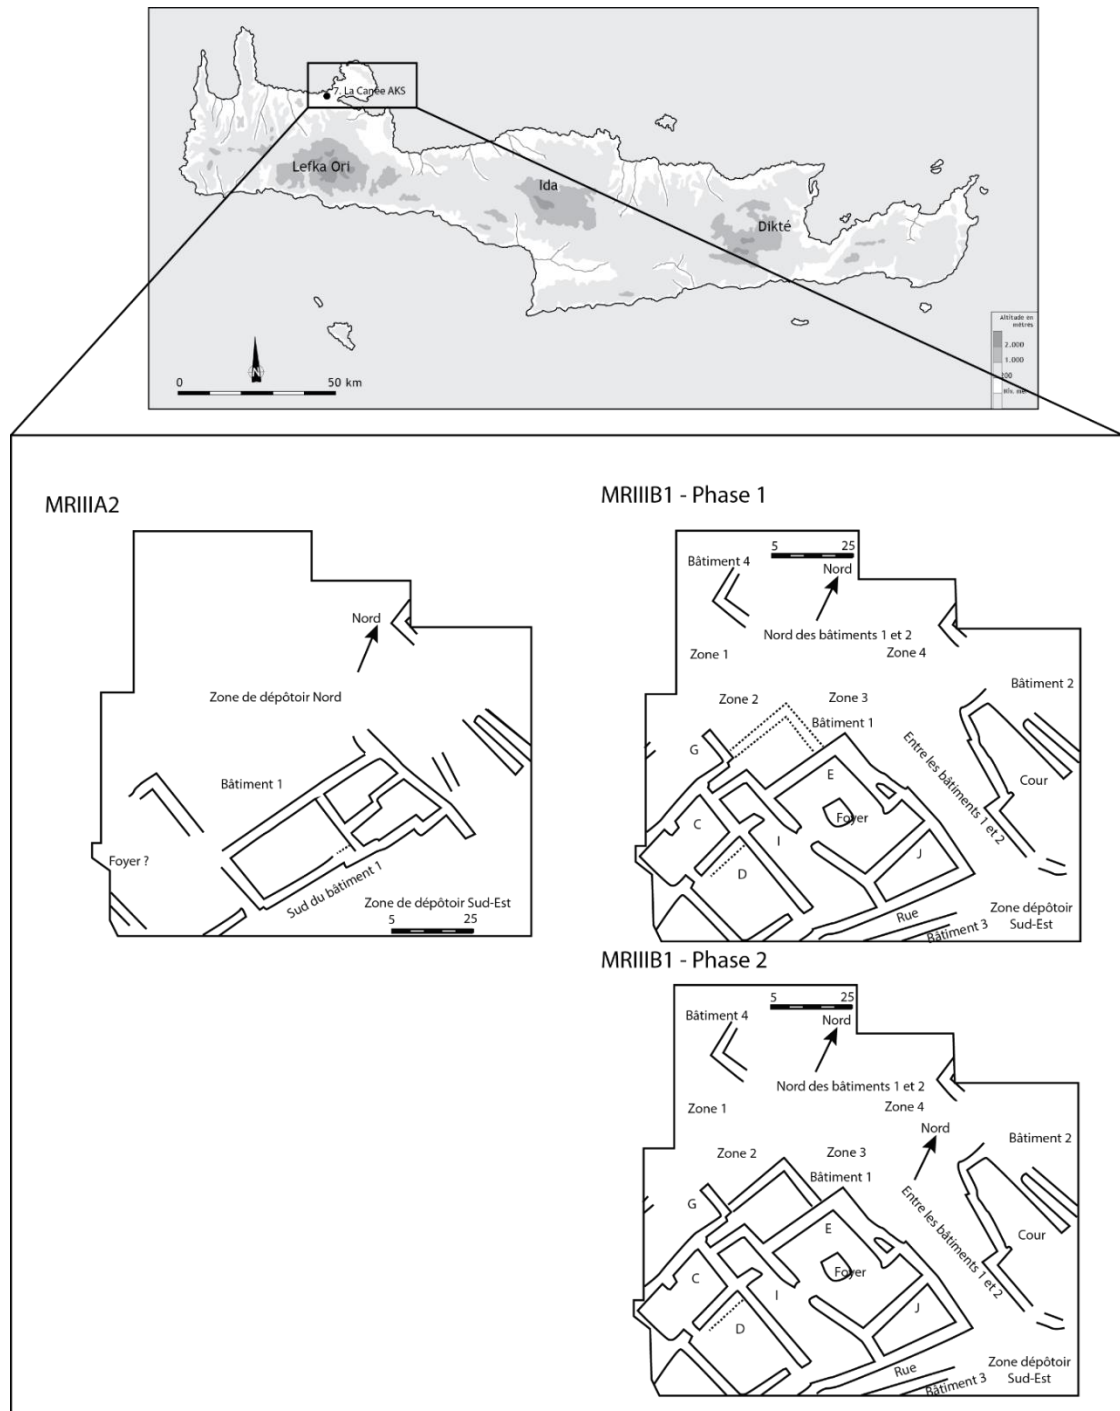 7. La Canée AKS
Lefka Ori
Ida
Dikté
Altitude en
mètres
2.000
1.000
200
N
0
50 km
MRIIIA2
Nord
Zone de dépôtoir Nord
Bâtiment 1
Foyer ?
Sud du bâtiment 1
Zone de dépôtoir Sud-Est
5
25
MRIIIB1 - Phase 1
5
25
Bâtiment 4
Nord
Nord des bâtiments 1 et 2
Zone 1
Zone 4
Bâtiment 2
Zone 2
Zone 3
Bâtiment 1
G
Entre les bâtiments 1 et 2
E
Cour
C
Foyer
I
J
D
Rue
Zone dépôtoir
Sud-Est
Bâtiment 3
MRIIIB1 - Phase 2
5
25
Bâtiment 4
Nord
Nord des bâtiments 1 et 2
Zone 1
Zone 4
Nord
Bâtiment 2
Zone 2
Zone 3
Bâtiment 1
G
Entre les bâtiments 1 et 2
E
Cour
C
Foyer
I
J
D
Rue
Zone dépôtoir
Sud-Est
Bâtiment 3